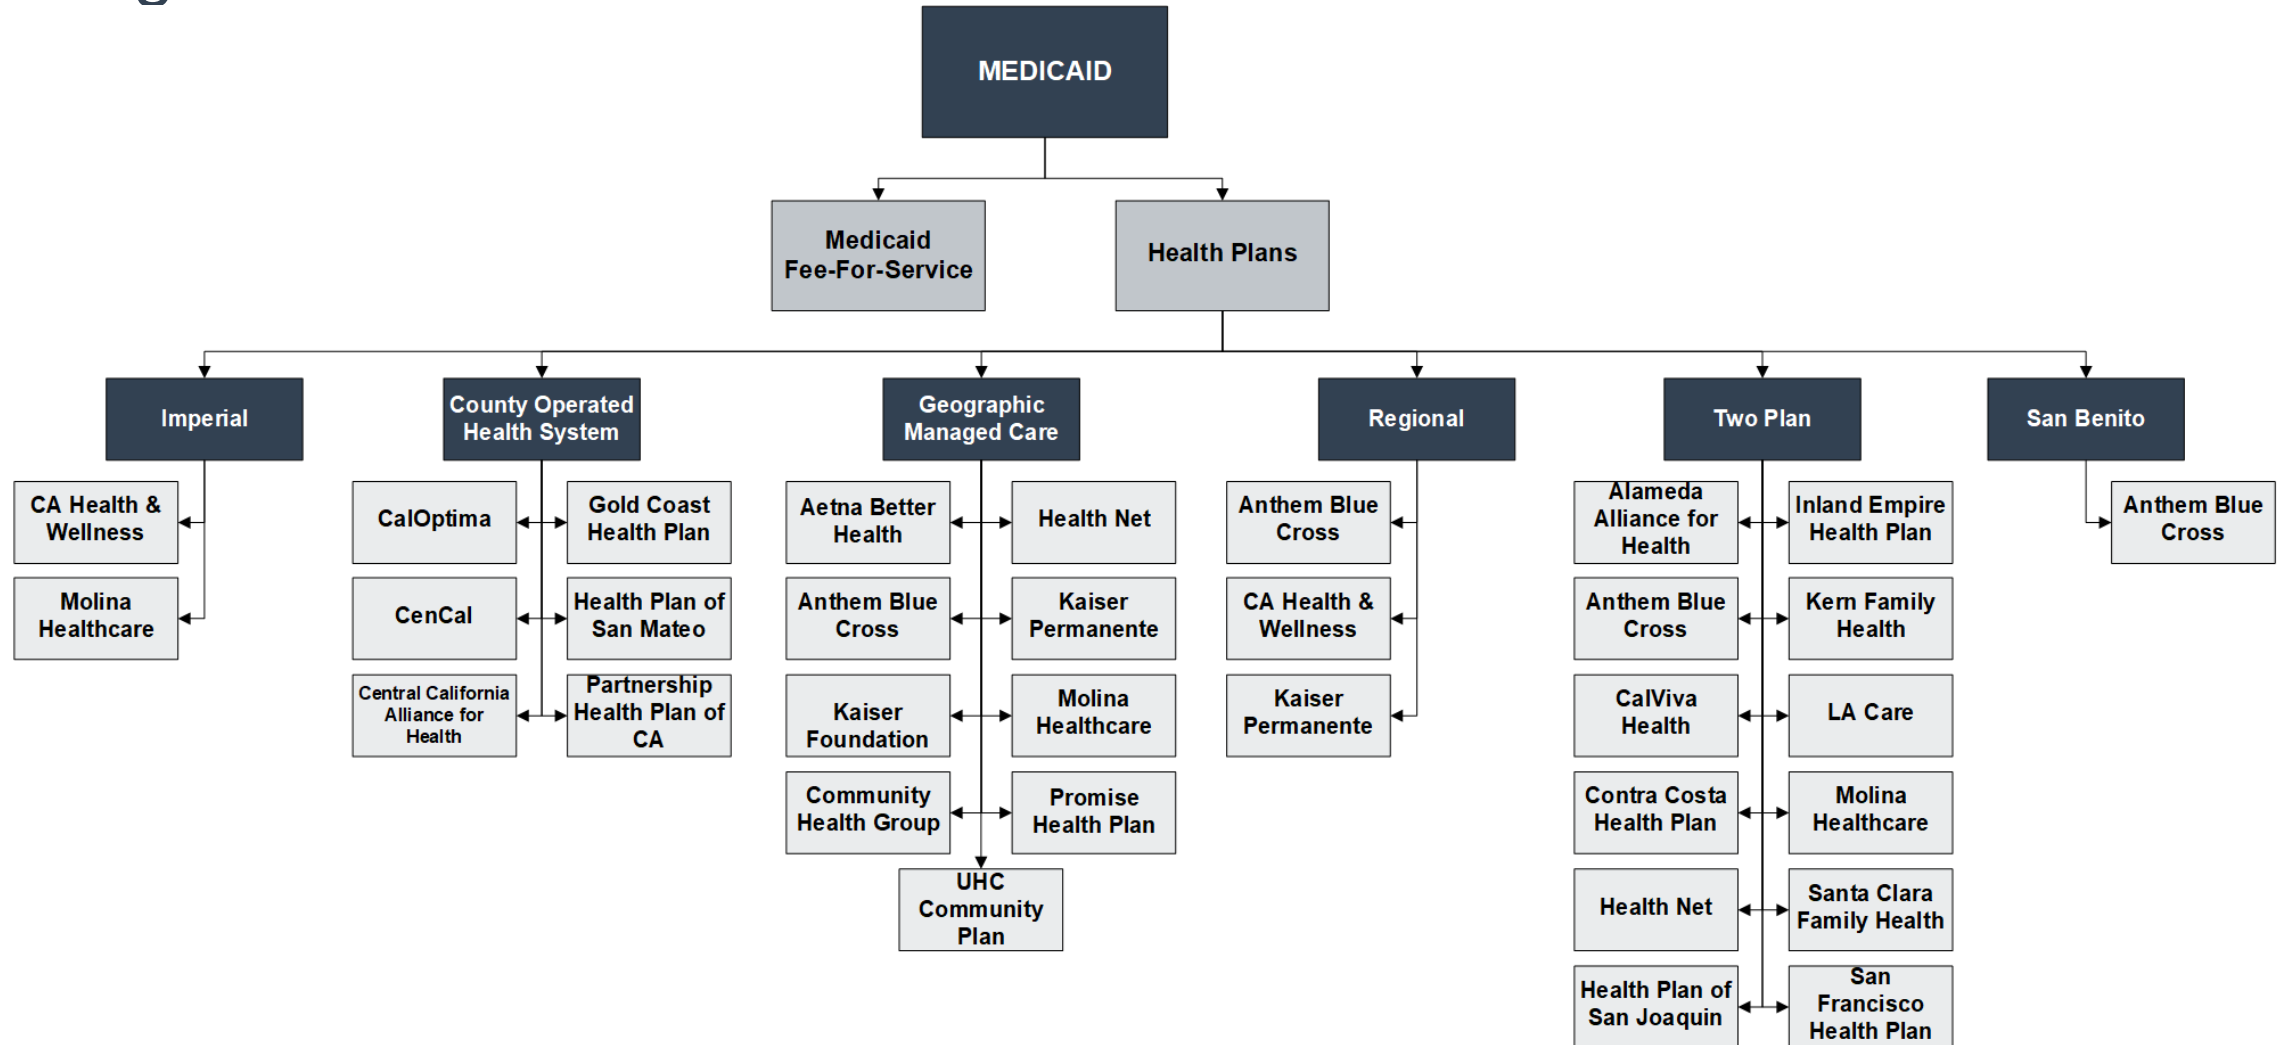 MEDICAID
Medicaid
Fee-For-Service
Health Plans
Imperial
County Operated
Health System
Geographic
Managed Care
Regional
Two Plan
San Benito
CA Health &
Wellness
Molina
Healthcare
CalOptima
Gold Coast
Health Plan
CenCal
Health Plan of
San Mateo
Central California
Alliance for
Health
Partnership
Health Plan of
CA
Aetna Better
Health
Health Net
Anthem Blue
Cross
Kaiser
Permanente
Kaiser
Foundation
Molina
Healthcare
Community
Health Group
Promise
Health Plan
UHC
Community
Plan
Anthem Blue
Cross
CA Health &
Wellness
Kaiser
Permanente
Alameda
Alliance for
Health
Inland Empire
Health Plan
Anthem Blue
Cross
Kern Family
Health
CalViva
Health
LA Care
Contra Costa
Health Plan
Molina
Healthcare
Health Net
Santa Clara
Family Health
Health Plan of
San Joaquin
San
Francisco
Health Plan
Anthem Blue
Cross